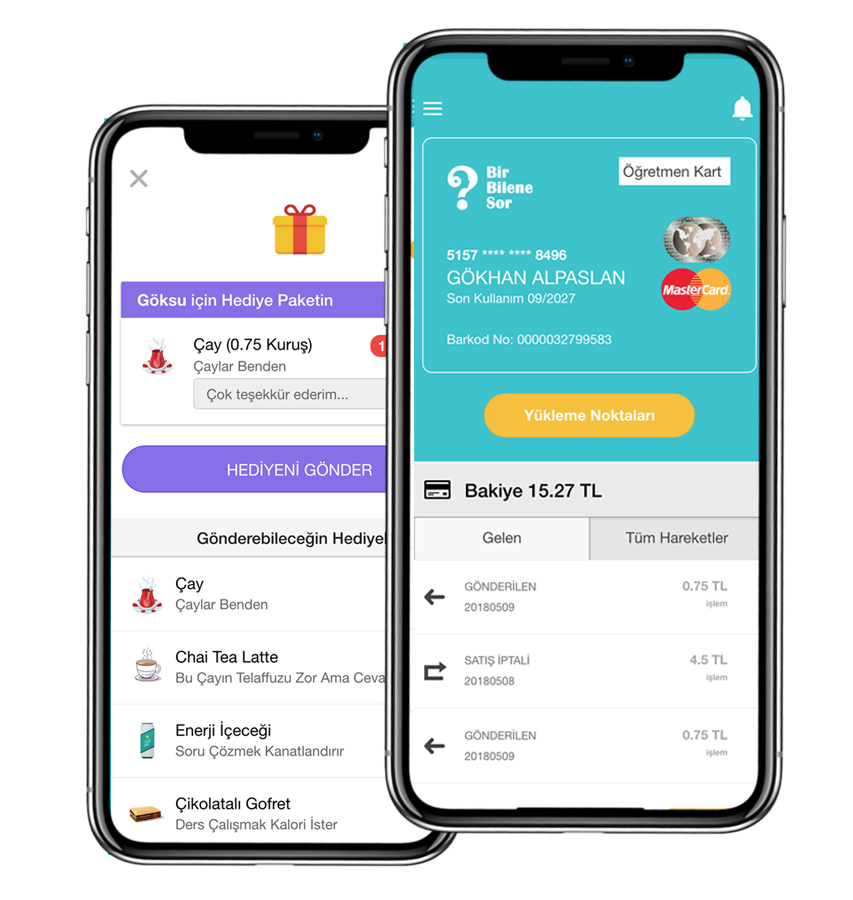 Göksu için Hediye Paketin
Çay (0.75 Kuruş)
1
Çaylar Benden
Çok teşekkür ederim...
HEDİYENİ GÖNDER
Gönderebileceğin Hediyel
Çay
Çaylar Benden
Chai Tea Latte
Bu Çayın Telaffuzu Zor Ama Ceva
Enerji İçeceği
Soru Çözmek Kanatlandırır
Çikolatalı Gofret
Ders Çalışmak Kalori İster
Bir
Bilene
Sor
Öğretmen Kart
5157 **** **** 8496
GÖKHAN ALPASLAN
Son Kullanım 09/2027
MasterCard
Barkod No: 0000032799583
Yükleme Noktaları
Bakiye 15.27 TL
Gelen
Tüm Hareketler
GÖNDERİLEN
0.75 TL
20180509
işlem
SATIŞ İPTALİ
4.5 TL
20180508
işlem
GÖNDERİLEN
0.75 TL
20180509
işlem